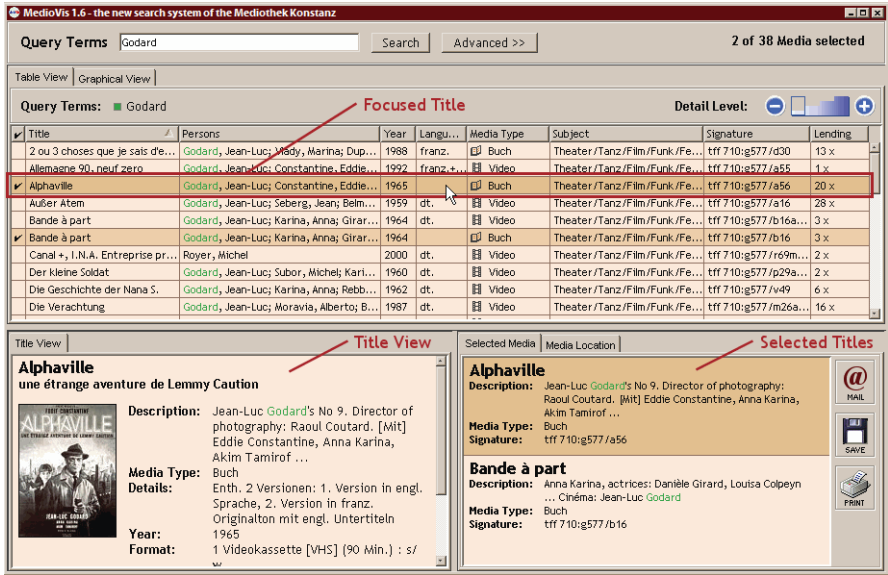 MedioVis 1.6 - the new search system of the Mediothek Konstanz
Query Terms Godard Search Advanced >> 2 of 38 Media selected
Table View Graphical View
Query Terms: Godard Focused Title Detail Level:
Title Persons Year Langu... Media Type Subject Signature Lending
2 ou 3 choses que je sais d'e... Godard, Jean-Luc; Vlady, Marina; Dup... 1988 franz. Buch Theater/Tanz/Film/Funk/Fe... tff 710:g577/d30 13 x
Allemagne 90, neuf zero Godard, Jean-Luc; Constantine, Eddie... 1992 franz.+... Video Theater/Tanz/Film/Funk/Fe... tff 710:g577/a55 1 x
Alphaville Godard, Jean-Luc; Constantine, Eddie... 1965 Buch Theater/Tanz/Film/Funk/Fe... tff 710:g577/a56 20 x
Außer Atem Godard, Jean-Luc; Seberg, Jean; Belm... 1959 dt. Video Theater/Tanz/Film/Funk/Fe... tff 710:g577/a16 28 x
Bande à part Godard, Jean-Luc; Karina, Anna; Girar... 1964 dt. Video Theater/Tanz/Film/Funk/Fe... tff 710:g577/b16a... 3 x
Bande à part Godard, Jean-Luc; Karina, Anna; Girar... 1964 Buch Theater/Tanz/Film/Funk/Fe... tff 710:g577/b16 3 x
Canal +, I.N.A. Entreprise pr... Royer, Michel 2000 dt. Video Theater/Tanz/Film/Funk/Fe... tff 710:g577/r69m... 2 x
Der kleine Soldat Godard, Jean-Luc; Subor, Michel; Kari... 1960 dt. Video Theater/Tanz/Film/Funk/Fe... tff 710:g577/p29a... 2 x
Die Geschichte der Nana S. Godard, Jean-Luc; Karina, Anna; Rebb... 1962 dt. Video Theater/Tanz/Film/Funk/Fe... tff 710:g577/v49 6 x
Die Verachtung Godard, Jean-Luc; Moravia, Alberto; B... 1987 dt. Video Theater/Tanz/Film/Funk/Fe... tff 710:g577/m26a... 16 x
Title View Title View
Alphaville
une étrange aventure de Lemmy Caution
EDDIE CONSTANTINE
ALPHAVILLE
UNE ÉTRANGE AVENTURE DE LEMMY CAUTION
JEAN-LUC GODARD
Description: Jean-Luc Godard's No 9. Director of
photography: Raoul Coutard. [Mit]
Eddie Constantine, Anna Karina,
Akim Tamirof ...
Media Type: Buch
Details: Enth. 2 Versionen: 1. Version in engl.
Sprache, 2. Version in franz.
Originalton mit engl. Untertiteln
Year: 1965
Format: 1 Videokassette [VHS] (90 Min.) : s/
w
Selected Media Media Location Selected Titles
Alphaville
Description: Jean-Luc Godard's No 9. Director of photography:
Raoul Coutard. [Mit] Eddie Constantine, Anna Karina,
Akim Tamirof ...
Media Type: Buch
Signature: tff 710:g577/a56
Bande à part
Description: Anna Karina, actrices: Danièle Girard, Louisa Colpeyn
... Cinéma: Jean-Luc Godard
Media Type: Buch
Signature: tff 710:g577/b16
@
MAIL
SAVE
PRINT